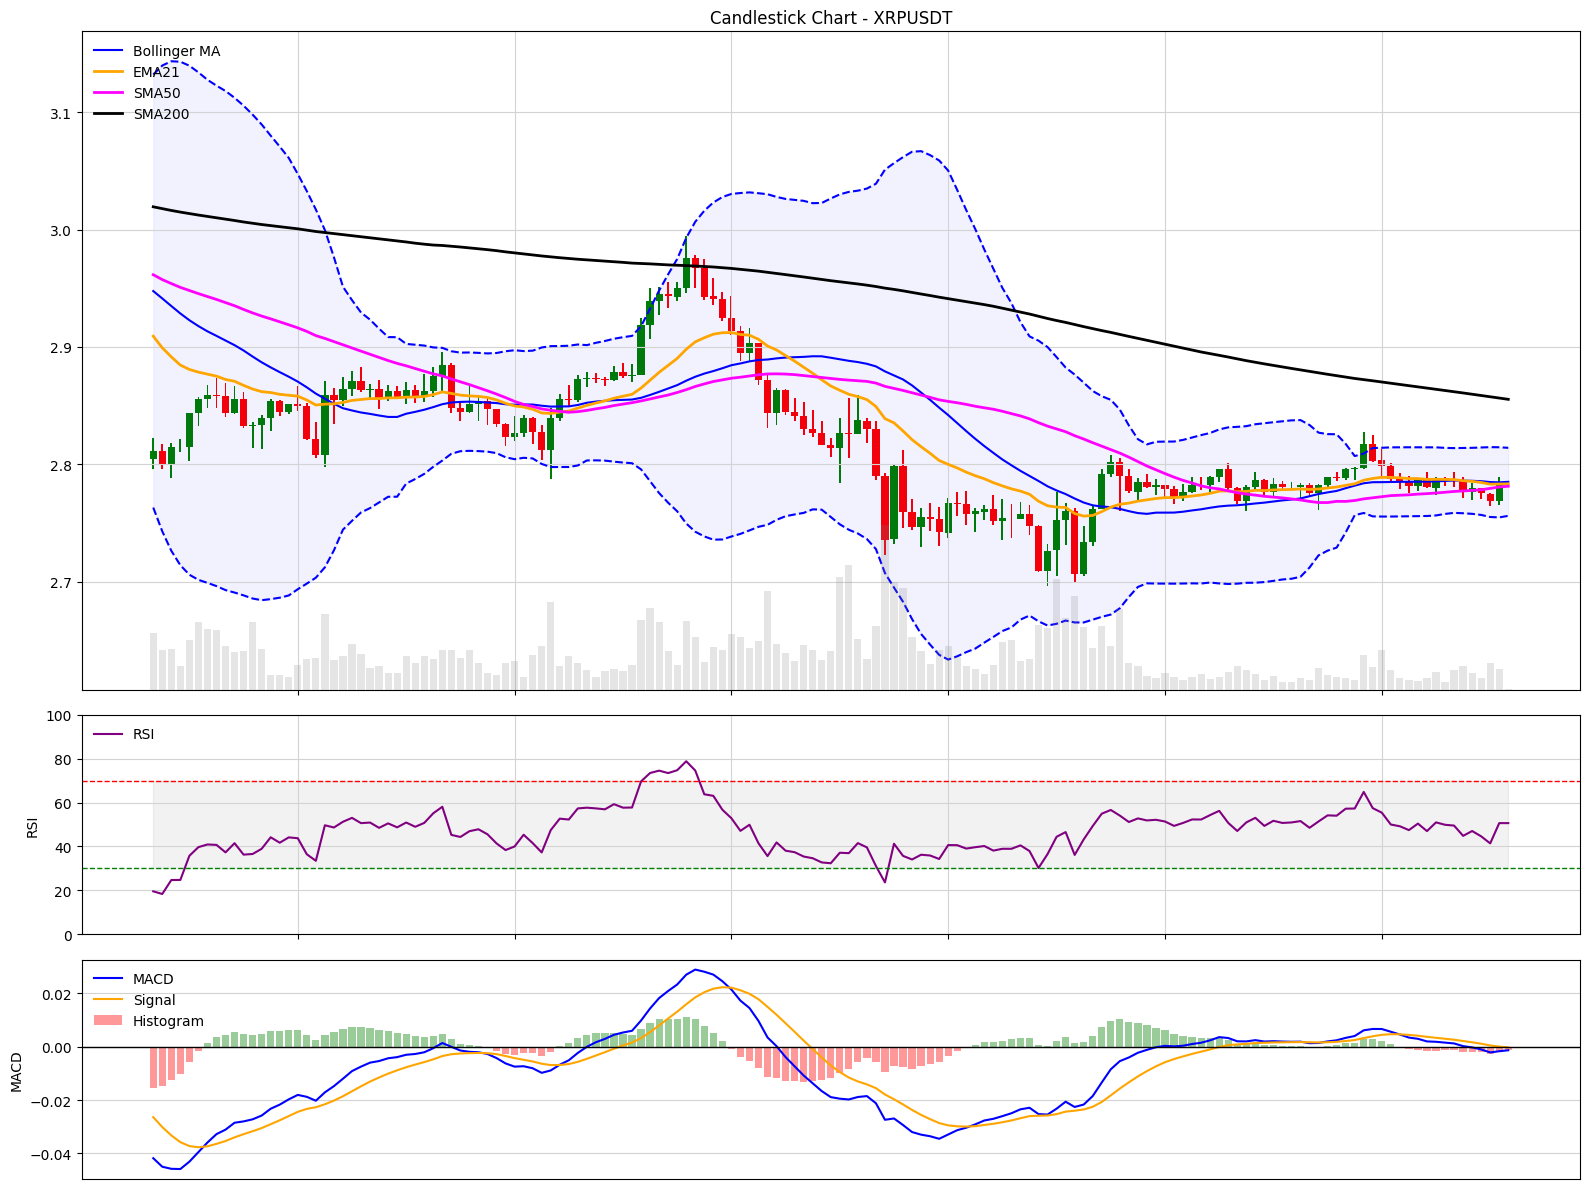 Candlestick Chart - XRPUSDT
Bollinger MA
EMA21
SMA50
SMA200
3.1
3.0
2.9
2.8
2.7
RSI
100
80
60
40
20
0
RSI
MACD
Signal
Histogram
0.02
0.00
−0.02
−0.04
MACD